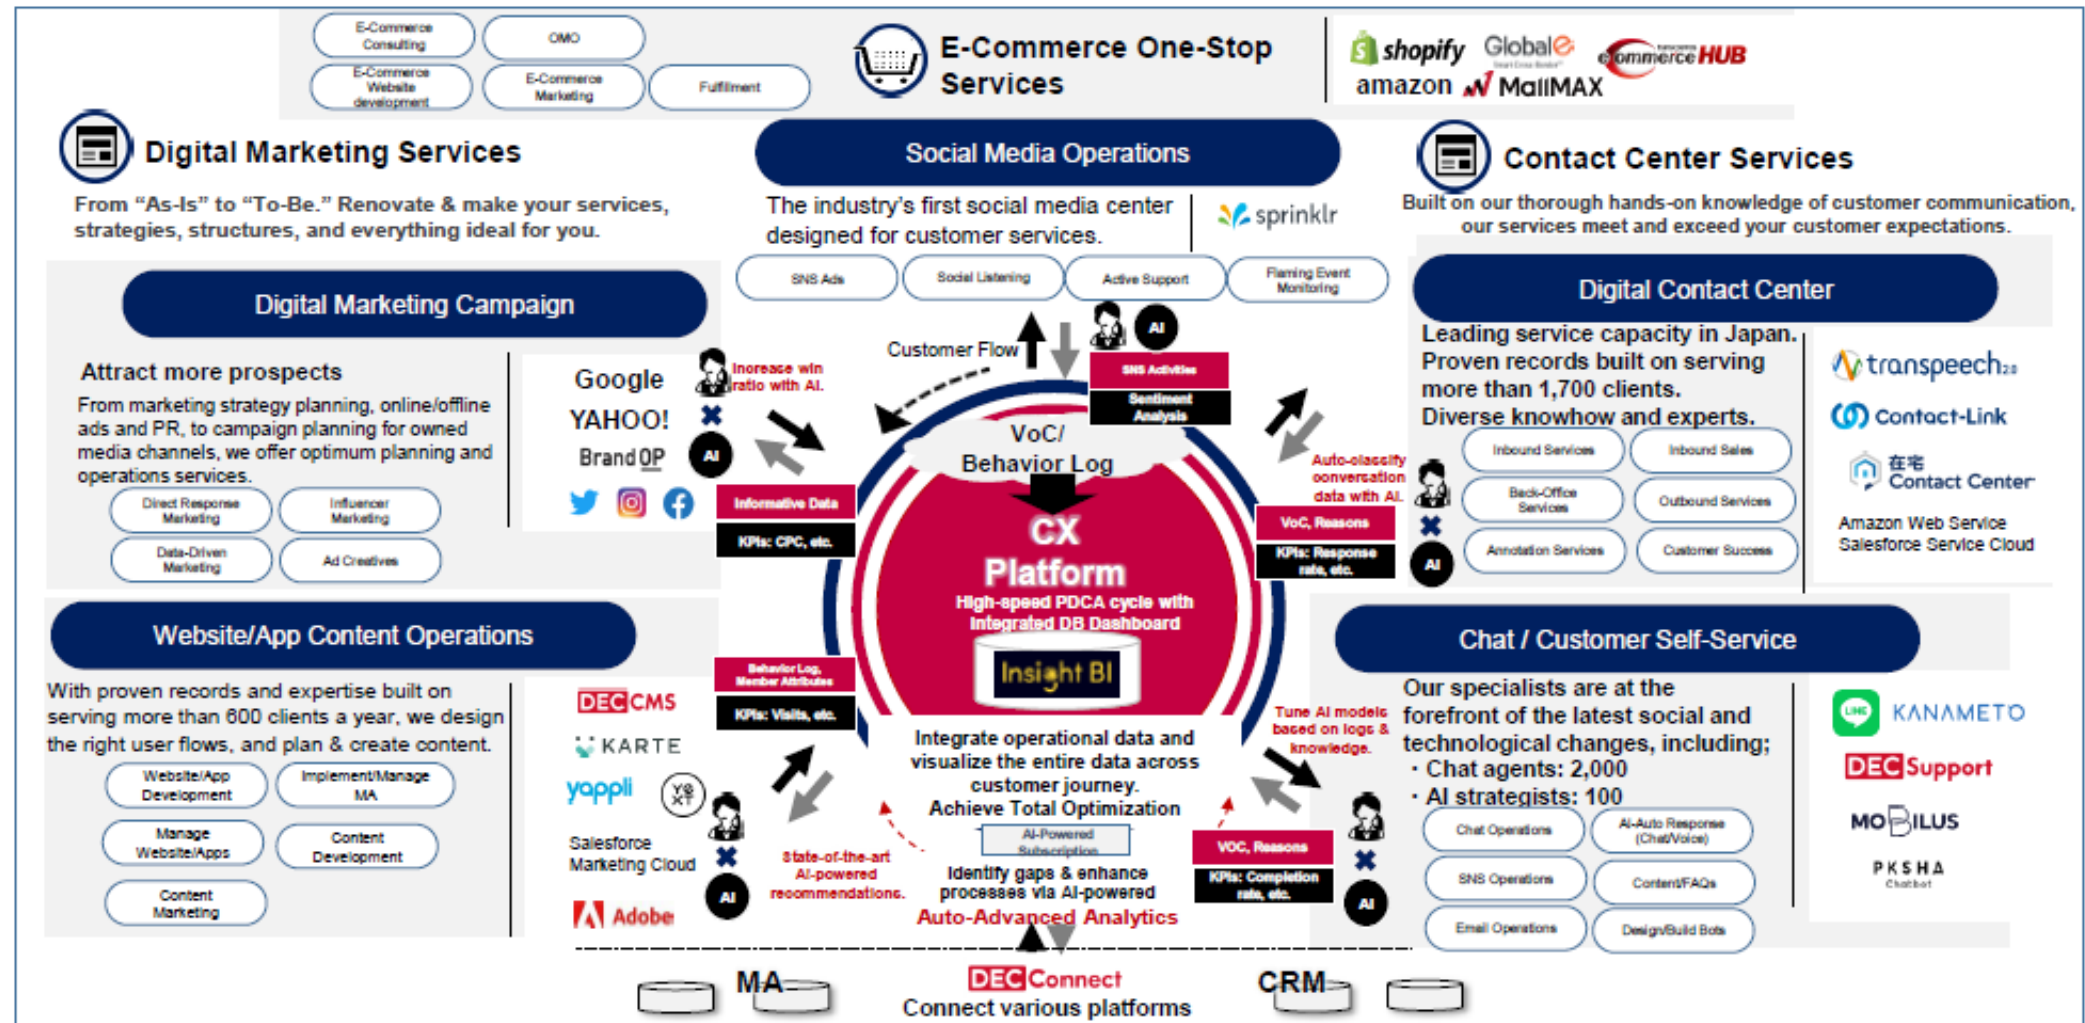 E-Commerce
Consulting
OMO
E-Commerce
Website
development
E-Commerce
Marketing
Fulfillment
E-Commerce One-Stop
Services
shopify
Global e
ecommerce HUB
amazon
MallMAX
Digital Marketing Services
From “As-Is” to “To-Be.” Renovate & make your services,
strategies, structures, and everything ideal for you.
Social Media Operations
The industry’s first social media center
designed for customer services.
sprinklr
SNS Ads
Social Listening
Active Support
Flaming Event
Monitoring
Contact Center Services
Built on our thorough hands-on knowledge of customer communication,
our services meet and exceed your customer expectations.
Digital Marketing Campaign
Attract more prospects
From marketing strategy planning, online/offline
ads and PR, to campaign planning for owned
media channels, we offer optimum planning and
operations services.
Direct Response
Marketing
Influencer
Marketing
Data-Driven
Marketing
Ad Creatives
Google
YAHOO!
Brand OP
Increase win
ratio with AI.
AI
Informative Data
KPIs: CPC, etc.
Customer Flow
AI
SNS Activities
Sentiment
Analysis
VoC/
Behavior Log
CX
Platform
High-speed PDCA cycle with
Integrated DB Dashboard
Insight BI
Integrate operational data and
visualize the entire data across
customer journey.
Achieve Total Optimization
AI-Powered
Subscription
Identify gaps & enhance
processes via AI-powered
Auto-Advanced Analytics
Digital Contact Center
Leading service capacity in Japan.
Proven records built on serving
more than 1,700 clients.
Diverse knowhow and experts.
Inbound Services
Inbound Sales
Back-Office
Services
Outbound Services
Annotation Services
Customer Success
transpeech 2.0
Contact-Link
在宅
Contact Center
Amazon Web Service
Salesforce Service Cloud
Auto-classify
conversation
data with AI.
AI
VoC, Reasons
KPIs: Response
rate, etc.
Website/App Content Operations
With proven records and expertise built on
serving more than 600 clients a year, we design
the right user flows, and plan & create content.
Website/App
Development
Implement/Manage
MA
Manage
Website/Apps
Content
Development
Content
Marketing
DEC CMS
KARTE
yappli
YEXT
Salesforce
Marketing Cloud
Adobe
Behavior Log,
Member Attributes
KPIs: Visits, etc.
AI
State-of-the-art
AI-powered
recommendations.
Chat / Customer Self-Service
Our specialists are at the
forefront of the latest social and
technological changes, including;
・Chat agents: 2,000
・AI strategists: 100
Chat Operations
AI-Auto Response
(Chat/Voice)
SNS Operations
Content/FAQs
Email Operations
Design/Build Bots
LINE
KANAMETO
DEC Support
MOBILUS
PKSHA
Chatbot
Tune AI models
based on logs &
knowledge.
AI
VOC, Reasons
KPIs: Completion
rate, etc.
MA
DEC Connect
Connect various platforms
CRM